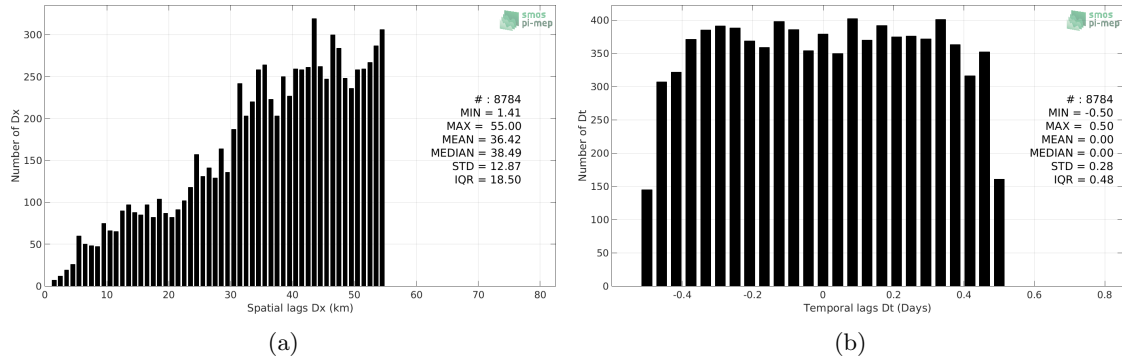 smos
pi-mep
300
250
200
150
100
50
0
Number of Dx
# : 8784
MIN = 1.41
MAX = 55.00
MEAN = 36.42
MEDIAN = 38.49
STD = 12.87
IQR = 18.50
0 10 20 30 40 50 60 70 80
Spatial lags Dx (km)
(a)
smos
pi-mep
400
350
300
250
200
150
100
50
0
Number of Dt
# : 8784
MIN = -0.50
MAX = 0.50
MEAN = 0.00
MEDIAN = 0.00
STD = 0.28
IQR = 0.48
-0.4 -0.2 0 0.2 0.4 0.6 0.8
Temporal lags Dt (Days)
(b)